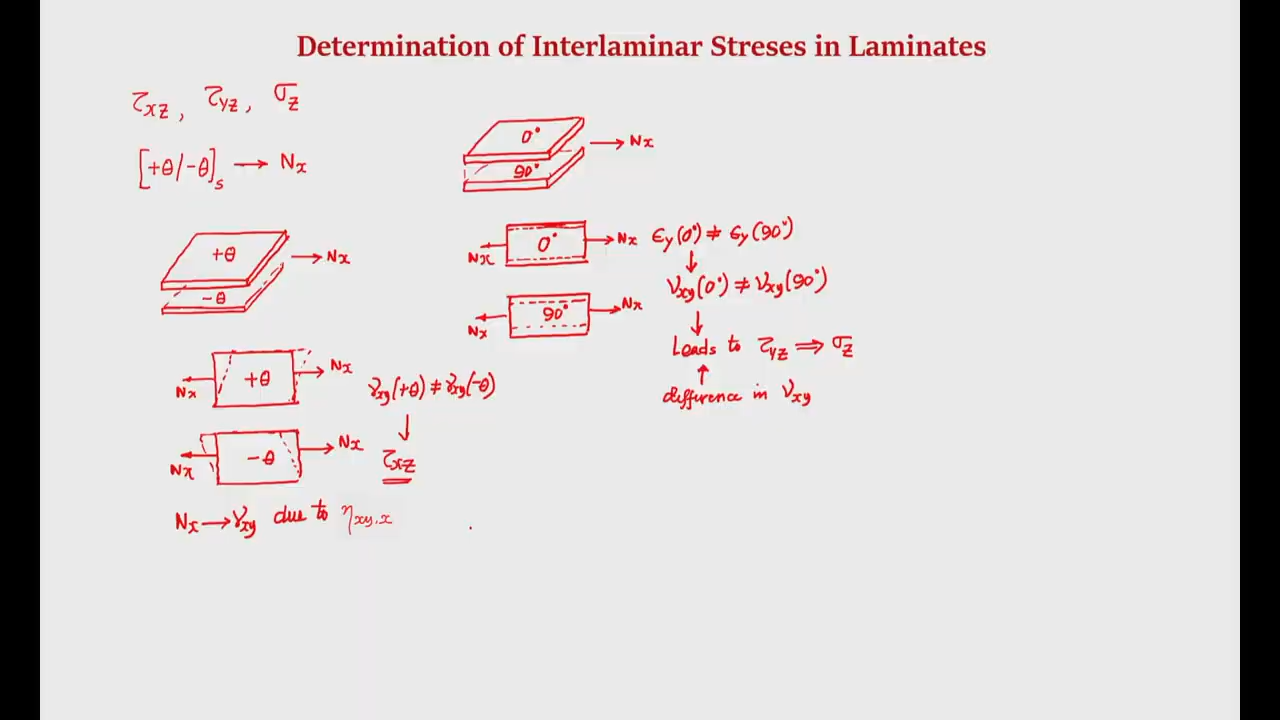 Determination of Interlaminar Streses in Laminates
τxz, τyz, σz
[+θ/-θ]s → Nx
+θ
-θ
→ Nx
Nx ← +θ → Nx
γxy(+θ) ≠ γxy(-θ)
↓
τxz
Nx ← -θ → Nx
Nx → γxy due to ηxy,x
0°
90°
→ Nx
Nx ← 0° → Nx
εy(0°) ≠ εy(90°)
↓
νxy(0°) ≠ νxy(90°)
Nx ← 90° → Nx
↓
Leads to τyz ⇒ σz
↑
difference in νxy